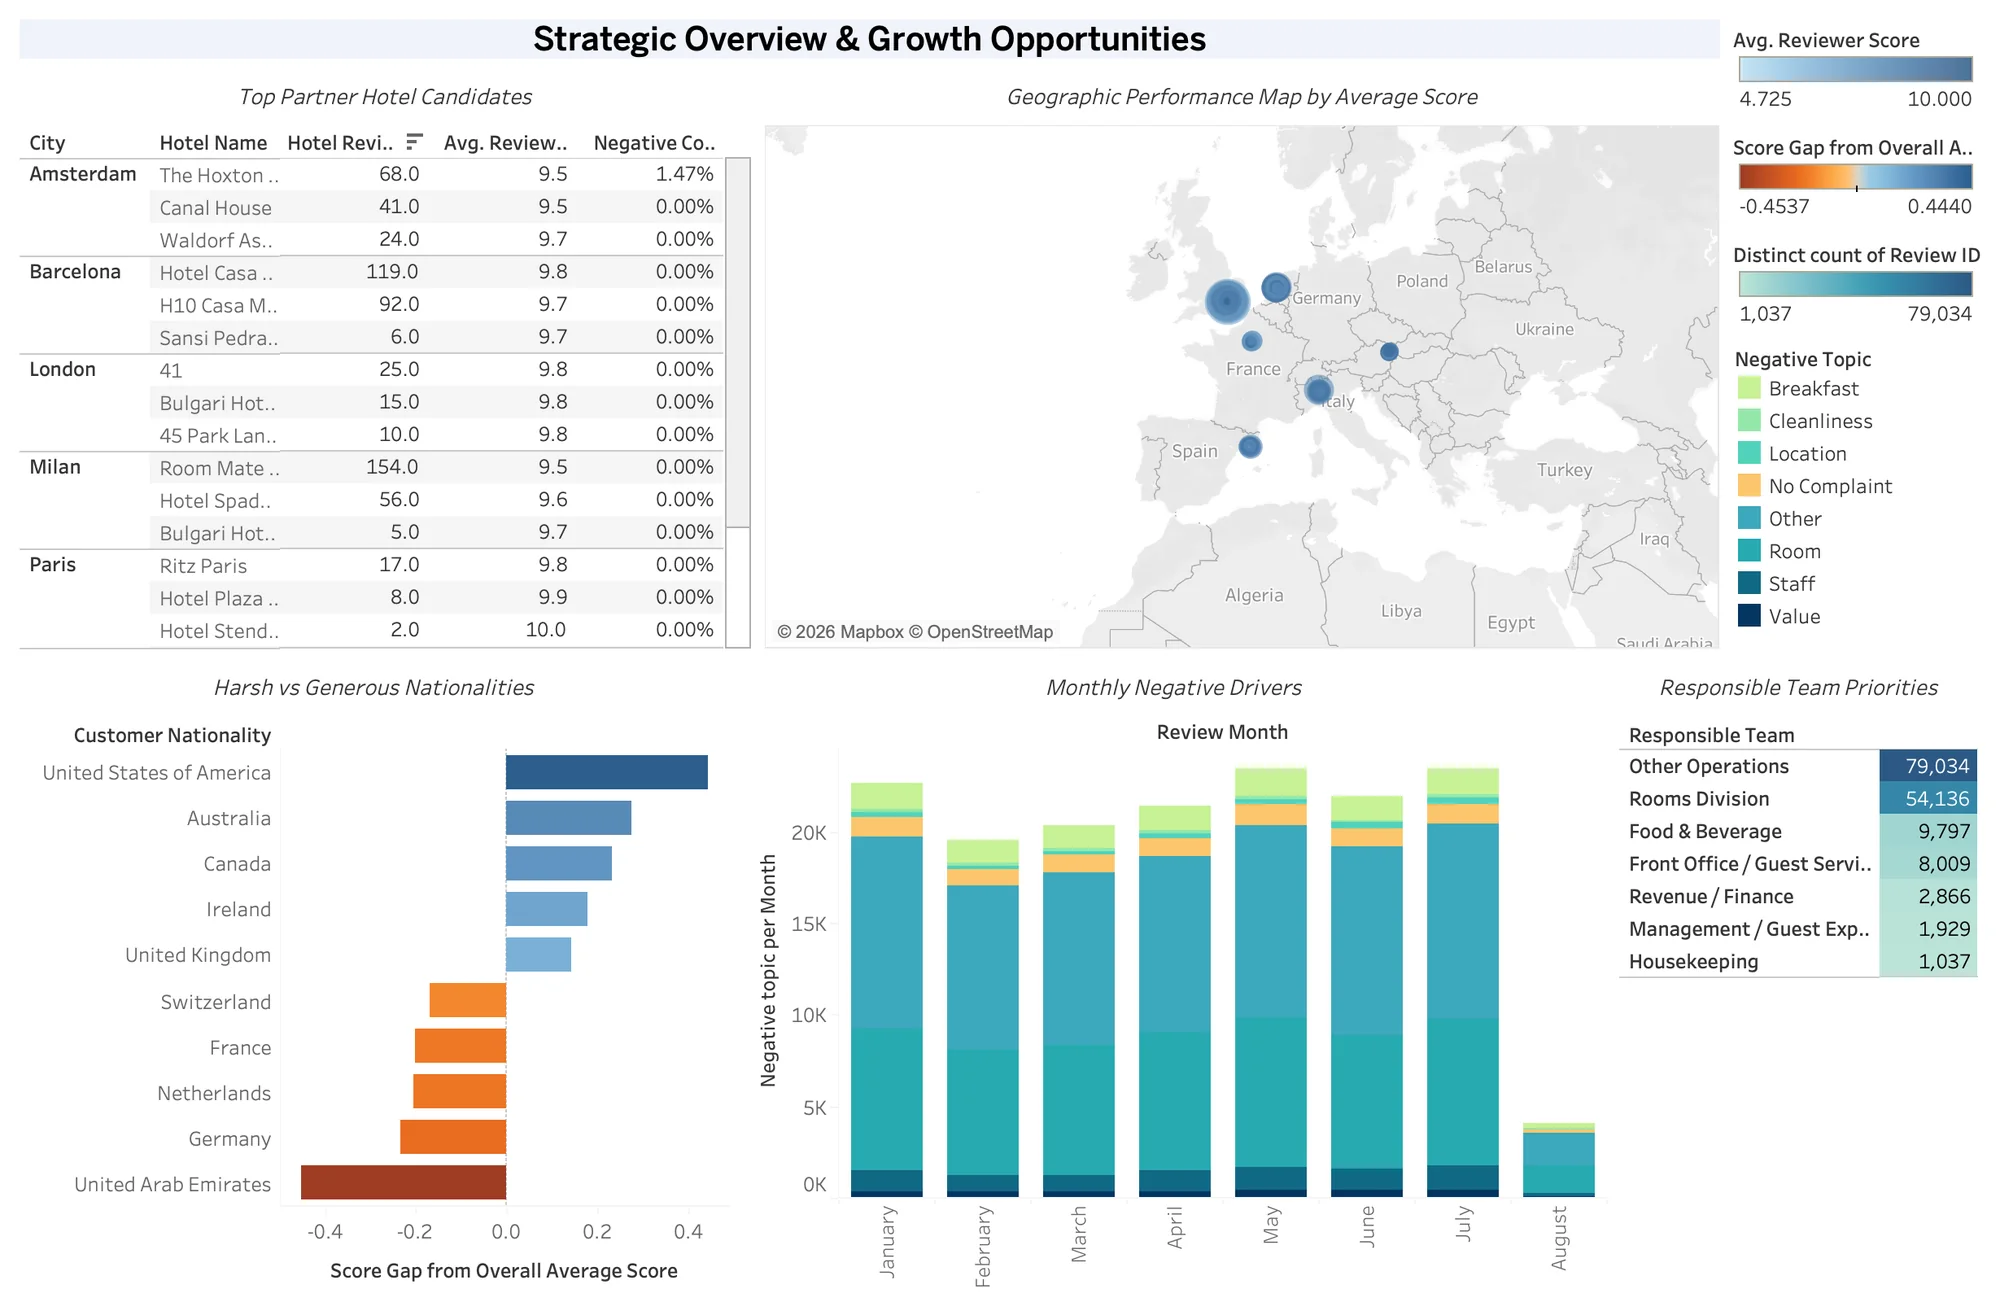 Strategic Overview & Growth Opportunities
Top Partner Hotel Candidates
City Hotel Name Hotel Revi.. Avg. Review.. Negative Co..
Amsterdam The Hoxton .. 68.0 9.5 1.47%
Canal House 41.0 9.5 0.00%
Waldorf As.. 24.0 9.7 0.00%
Barcelona Hotel Casa .. 119.0 9.8 0.00%
H10 Casa M.. 92.0 9.7 0.00%
Sansi Pedra.. 6.0 9.7 0.00%
London 41 25.0 9.8 0.00%
Bulgari Hot.. 15.0 9.8 0.00%
45 Park Lan.. 10.0 9.8 0.00%
Milan Room Mate .. 154.0 9.5 0.00%
Hotel Spad.. 56.0 9.6 0.00%
Bulgari Hot.. 5.0 9.7 0.00%
Paris Ritz Paris 17.0 9.8 0.00%
Hotel Plaza .. 8.0 9.9 0.00%
Hotel Stend.. 2.0 10.0 0.00%
Geographic Performance Map by Average Score
Belarus
Poland
Germany
Ukraine
France
Italy
Spain
Turkey
Iraq
Algeria
Libya
Egypt
Saudi Arabia
© 2026 Mapbox © OpenStreetMap
Avg. Reviewer Score
4.725 10.000
Score Gap from Overall A..
-0.4537 0.4440
Distinct count of Review ID
1,037 79,034
Negative Topic
Breakfast
Cleanliness
Location
No Complaint
Other
Room
Staff
Value
Harsh vs Generous Nationalities
Customer Nationality
United States of America
Australia
Canada
Ireland
United Kingdom
Switzerland
France
Netherlands
Germany
United Arab Emirates
-0.4 -0.2 0.0 0.2 0.4
Score Gap from Overall Average Score
Monthly Negative Drivers
Review Month
Negative topic per Month
20K
15K
10K
5K
0K
January
February
March
April
May
June
July
August
Responsible Team Priorities
Responsible Team
Other Operations 79,034
Rooms Division 54,136
Food & Beverage 9,797
Front Office / Guest Servi.. 8,009
Revenue / Finance 2,866
Management / Guest Exp.. 1,929
Housekeeping 1,037